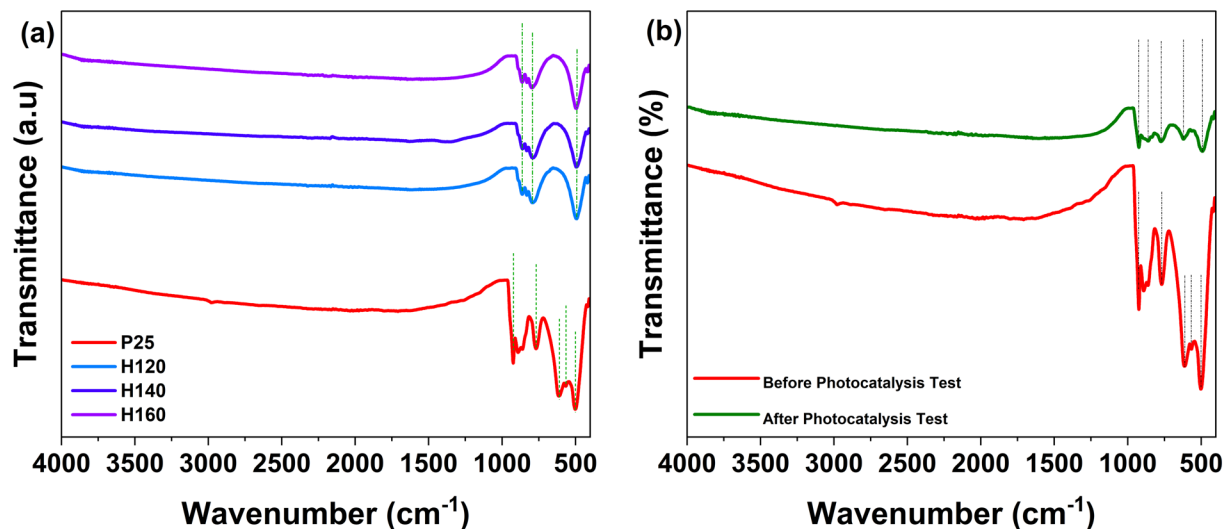 (a)
Transmittance (a.u)
P25
H120
H140
H160
4000 3500 3000 2500 2000 1500 1000 500
Wavenumber (cm-1)
(b)
Transmittance (%)
Before Photocatalysis Test
After Photocatalysis Test
4000 3500 3000 2500 2000 1500 1000 500
Wavenumber (cm-1)